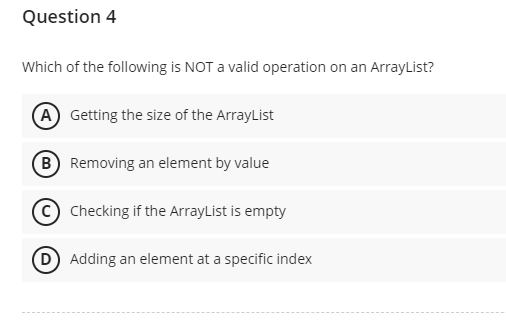 Question 4
Which of the following is NOT a valid operation on an ArrayList?
A Getting the size of the ArrayList
B Removing an element by value
C Checking if the ArrayList is empty
D Adding an element at a specific index